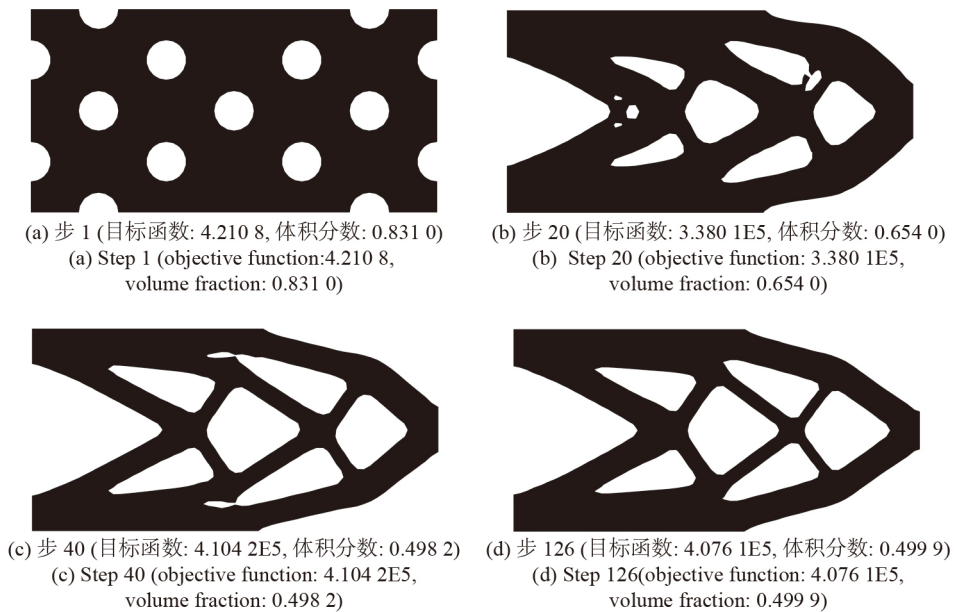 (a) 步 1 (目标函数: 4.210 8, 体积分数: 0.831 0)
(a) Step 1 (objective function:4.210 8,
volume fraction: 0.831 0)
(b) 步 20 (目标函数: 3.380 1E5, 体积分数: 0.654 0)
(b) Step 20 (objective function: 3.380 1E5,
volume fraction: 0.654 0)
(c) 步 40 (目标函数: 4.104 2E5, 体积分数: 0.498 2)
(c) Step 40 (objective function: 4.104 2E5,
volume fraction: 0.498 2)
(d) 步 126 (目标函数: 4.076 1E5, 体积分数: 0.499 9)
(d) Step 126(objective function: 4.076 1E5,
volume fraction: 0.499 9)